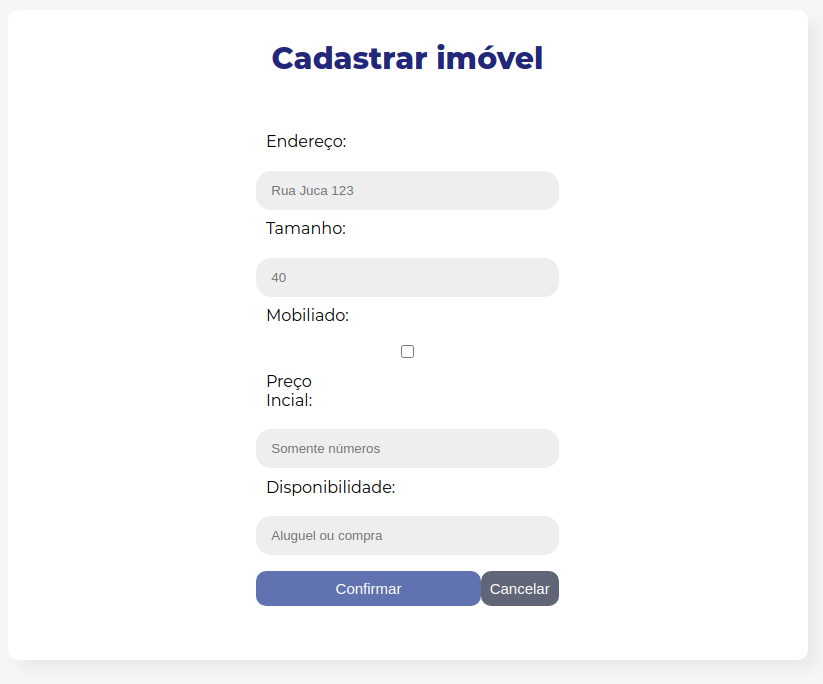 Cadastrar imóvel
Endereço:
Rua Juca 123
Tamanho:
40
Mobiliado:
Preço
Incial:
Somente números
Disponibilidade:
Aluguel ou compra
Confirmar Cancelar